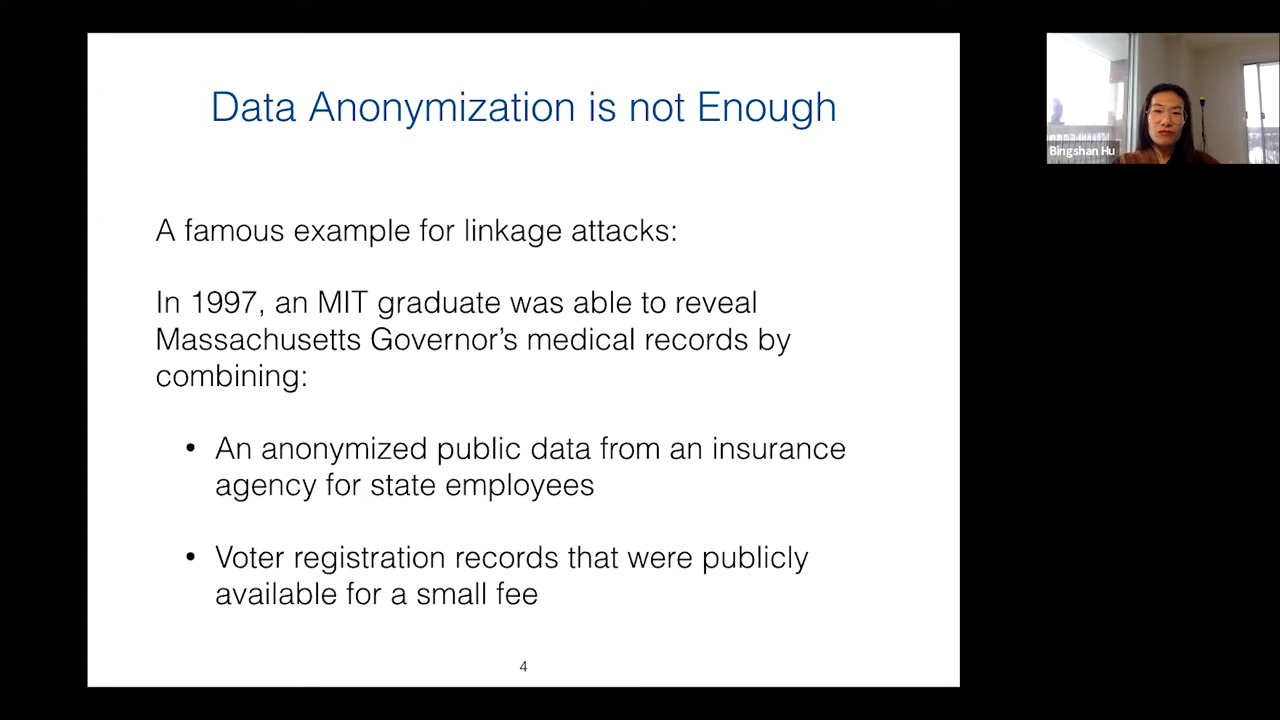 Data Anonymization is not Enough
A famous example for linkage attacks:
In 1997, an MIT graduate was able to reveal
Massachusetts Governor's medical records by
combining:
• An anonymized public data from an insurance
agency for state employees
• Voter registration records that were publicly
available for a small fee
4
Bingshan Hu